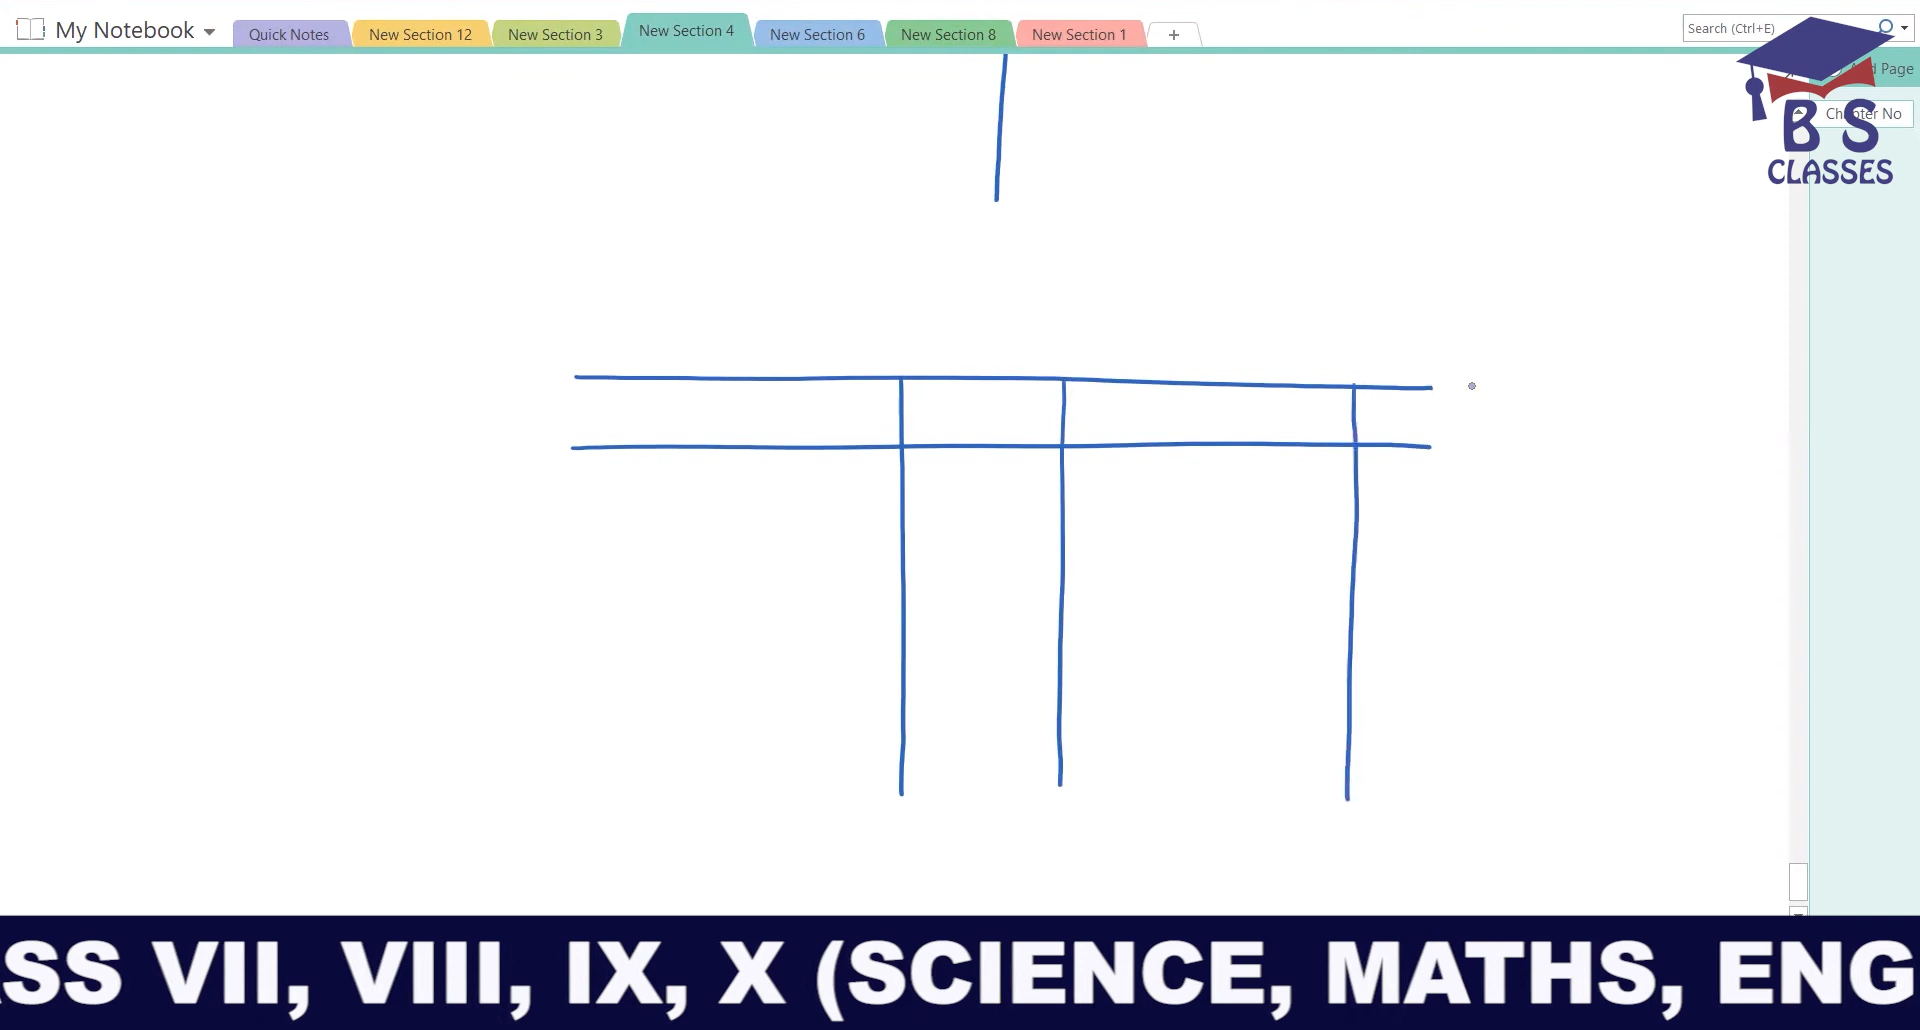 My Notebook
Quick Notes
New Section 12
New Section 3
New Section 4
New Section 6
New Section 8
New Section 1
+
Search (Ctrl+E)
Page
No
B S
CLASSES
SS VII, VIII, IX, X (SCIENCE, MATHS, ENG